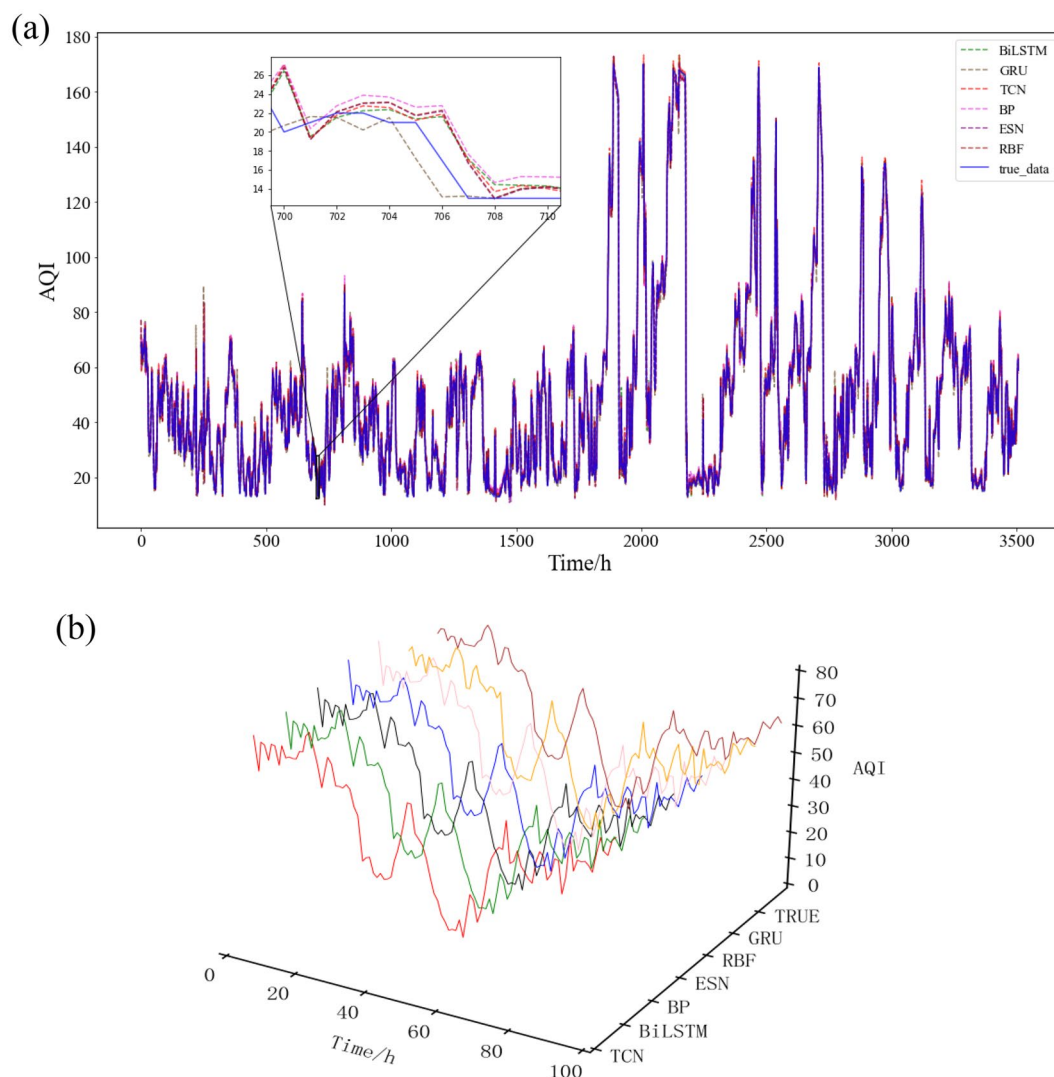 (a)
180
160
140
120
100
80
60
40
20
AQI
26
24
22
20
18
16
14
700 702 704 706 708 710
BiLSTM
GRU
TCN
BP
ESN
RBF
true_data
0 500 1000 1500 2000 2500 3000 3500
Time/h
(b)
80
70
60
50
40
30
20
10
0
AQI
TRUE
GRU
RBF
ESN
BP
BiLSTM
TCN
0
20
40
60
80
100
Time/h